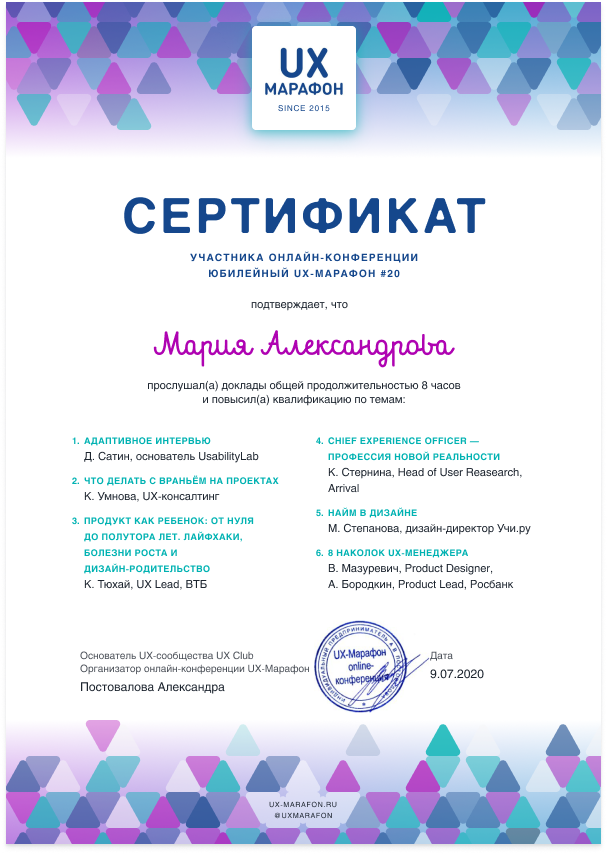 UX
МАРАФОН
SINCE 2015
СЕРТИФИКАТ
УЧАСТНИКА ОНЛАЙН-КОНФЕРЕНЦИИ
ЮБИЛЕЙНЫЙ UX-МАРАФОН #20
подтверждает, что
Мария Александрова
прослушал(а) доклады общей продолжительностью 8 часов
и повысил(а) квалификацию по темам:
1. АДАПТИВНОЕ ИНТЕРВЬЮ
Д. Сатин, основатель UsabilityLab
2. ЧТО ДЕЛАТЬ С ВРАНЬЁМ НА ПРОЕКТАХ
К. Умнова, UX-консалтинг
3. ПРОДУКТ КАК РЕБЕНОК: ОТ НУЛЯ
ДО ПОЛУТОРА ЛЕТ. ЛАЙФХАКИ,
БОЛЕЗНИ РОСТА И
ДИЗАЙН-РОДИТЕЛЬСТВО
К. Тюхай, UX Lead, ВТБ
4. CHIEF EXPERIENCE OFFICER —
ПРОФЕССИЯ НОВОЙ РЕАЛЬНОСТИ
К. Стернина, Head of User Reasearch,
Arrival
5. НАЙМ В ДИЗАЙНЕ
М. Степанова, дизайн-директор Учи.ру
6. 8 НАКОЛОК UX-МЕНЕДЖЕРА
В. Мазуревич, Product Designer,
А. Бородкин, Product Lead, Росбанк
Основатель UX-сообщества UX Club
Организатор онлайн-конференции UX-Марафон
Постовалова Александра
ИНДИВИДУАЛЬНЫЙ ПРЕДПРИНИМАТЕЛЬ А.В.
UX-Марафон
online-
конференция
Дата
9.07.2020
UX-MARAFON.RU
@UXMARAFON